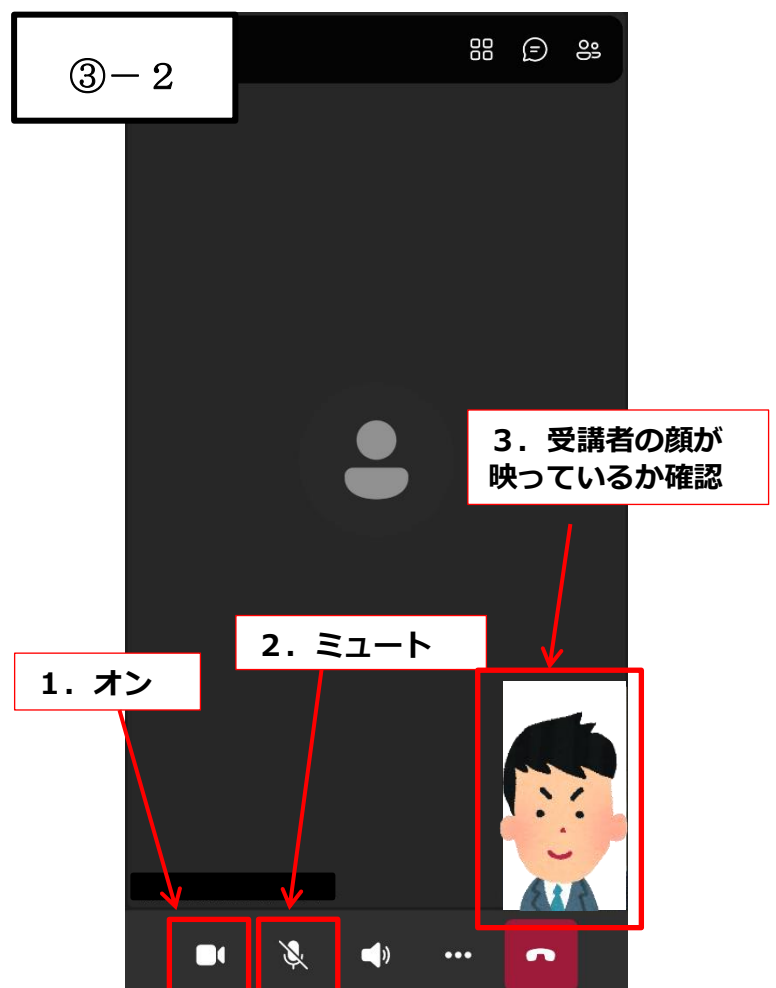 ③－２
３．受講者の顔が
映っているか確認
２．ミュート
１．オン